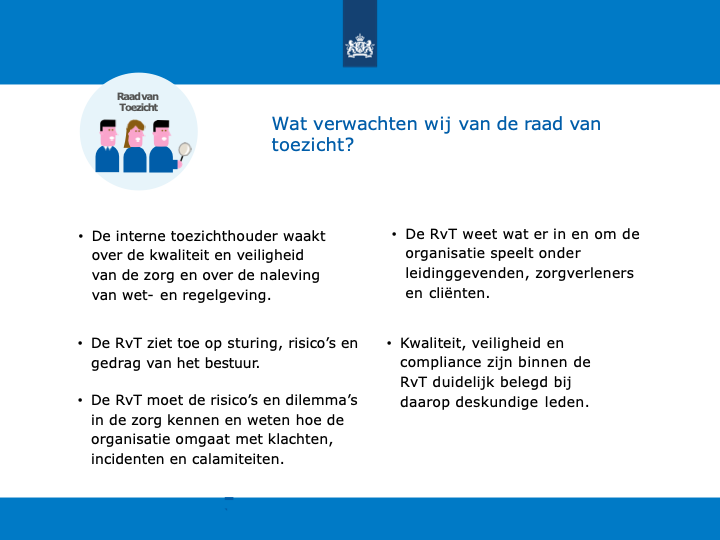 Raad van
Toezicht
Wat verwachten wij van de raad van
toezicht?
• De interne toezichthouder waakt
over de kwaliteit en veiligheid
van de zorg en over de naleving
van wet- en regelgeving.
• De RvT ziet toe op sturing, risico’s en
gedrag van het bestuur.
• De RvT moet de risico’s en dilemma’s
in de zorg kennen en weten hoe de
organisatie omgaat met klachten,
incidenten en calamiteiten.
• De RvT weet wat er in en om de
organisatie speelt onder
leidinggevenden, zorgverleners
en cliënten.
• Kwaliteit, veiligheid en
compliance zijn binnen de
RvT duidelijk belegd bij
daarop deskundige leden.